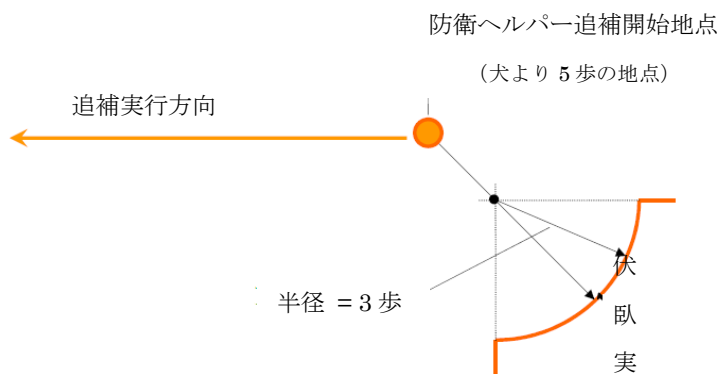 防衛ヘルパー追補開始地点
（犬より 5 歩の地点）
追補実行方向
半径 = 3 歩
伏
臥
実